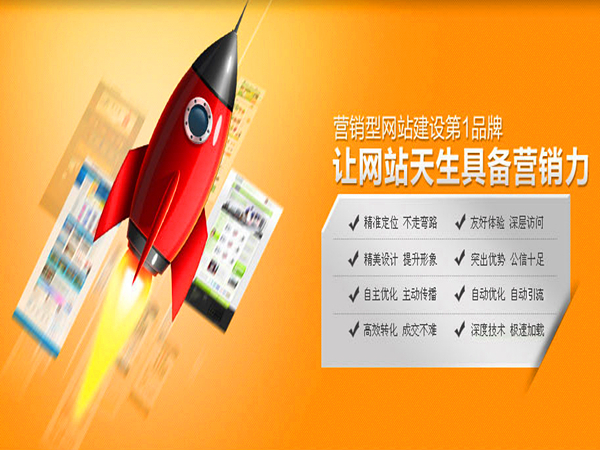 营销型网站建设第1品牌
让网站天生具备营销力
精准定位 不走弯路 友好体验 深层访问
精美设计 提升形象 突出优势 公信十足
自主优化 主动传播 自动优化 自动引流
高效转化 成交不难 深度技术 极速加载